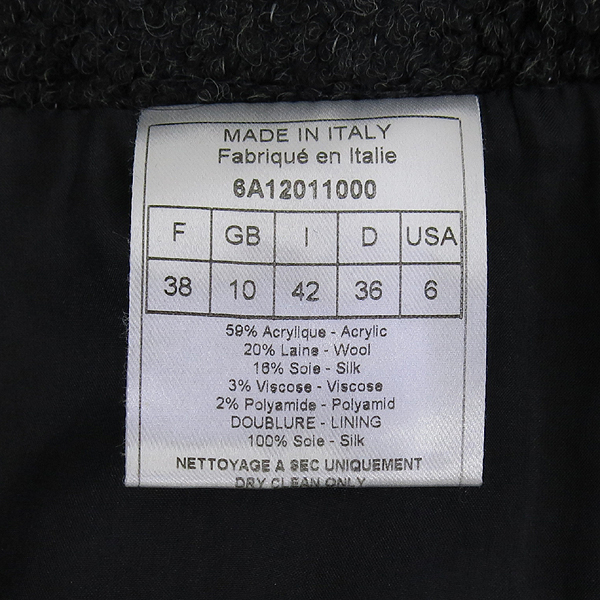 MADE IN ITALY
Fabriqué en Italie
6A12011000
F GB I D USA
38 10 42 36 6
59% Acrylique - Acrylic
20% Laine - Wool
16% Soie - Silk
3% Viscose - Viscose
2% Polyamide - Polyamid
DOUBLURE - LINING
100% Soie - Silk
NETTOYAGE A SEC UNIQUEMENT
DRY CLEAN ONLY